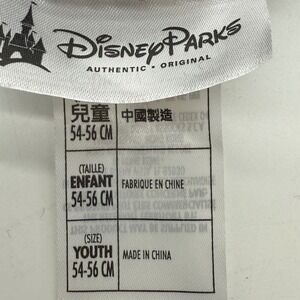 Disney Parks
AUTHENTIC • ORIGINAL
兒童 中國製造
54-56 CM
(TAILLE)
ENFANT FABRIQUE EN CHINE
54-56 CM
(SIZE)
YOUTH MADE IN CHINA
54-56 CM